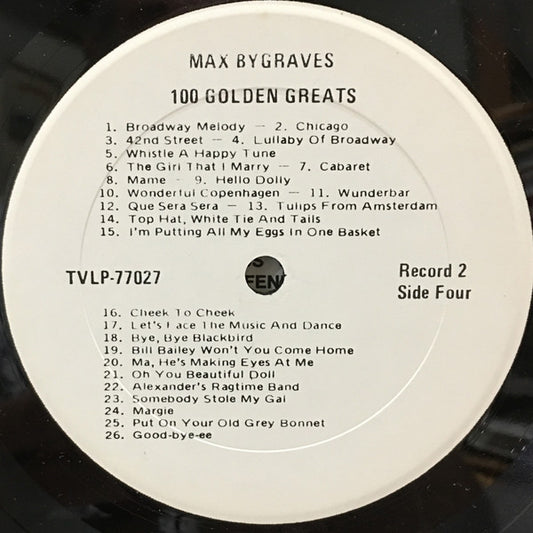 MAX BYGRAVES
100 GOLDEN GREATS
1. Broadway Melody — 2. Chicago
3. 42nd Street — 4. Lullaby Of Broadway
5. Whistle A Happy Tune
6. The Girl That I Marry — 7. Cabaret
8. Mame - 9. Hello Dolly
10. Wonderful Copenhagen — 11. Wunderbar
12. Que Sera Sera — 13. Tulips From Amsterdam
14. Top Hat, White Tie And Tails
15. I'm Putting All My Eggs In One Basket
TVLP-77027
Record 2
Side Four
FEN
16. Cheek To Cheek
17. Let's Face The Music And Dance
18. Bye, Bye Blackbird
19. Bill Bailey Won't You Come Home
20. Ma, He's Making Eyes At Me
21. Oh You Beautiful Doll
22. Alexander's Ragtime Band
23. Somebody Stole My Gal
24. Margie
25. Put On Your Old Grey Bonnet
26. Good-bye-ee